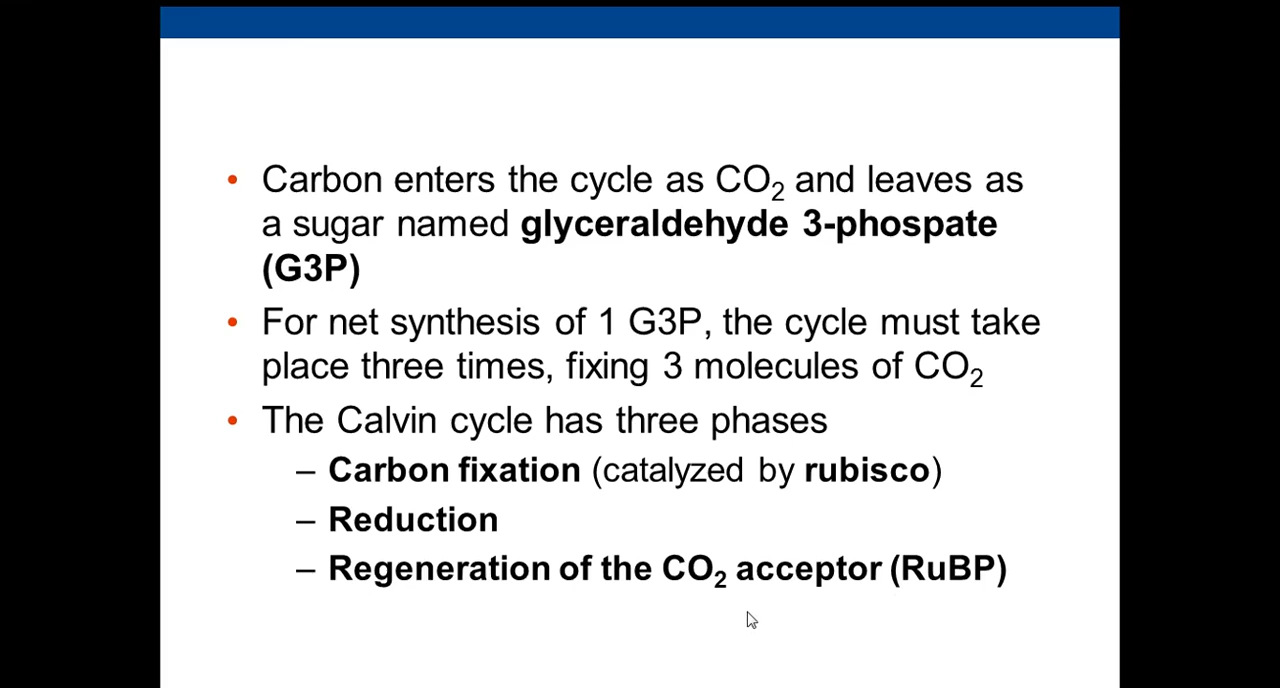 • Carbon enters the cycle as CO₂ and leaves as
a sugar named glyceraldehyde 3-phospate
(G3P)
• For net synthesis of 1 G3P, the cycle must take
place three times, fixing 3 molecules of CO₂
• The Calvin cycle has three phases
– Carbon fixation (catalyzed by rubisco)
– Reduction
– Regeneration of the CO₂ acceptor (RuBP)